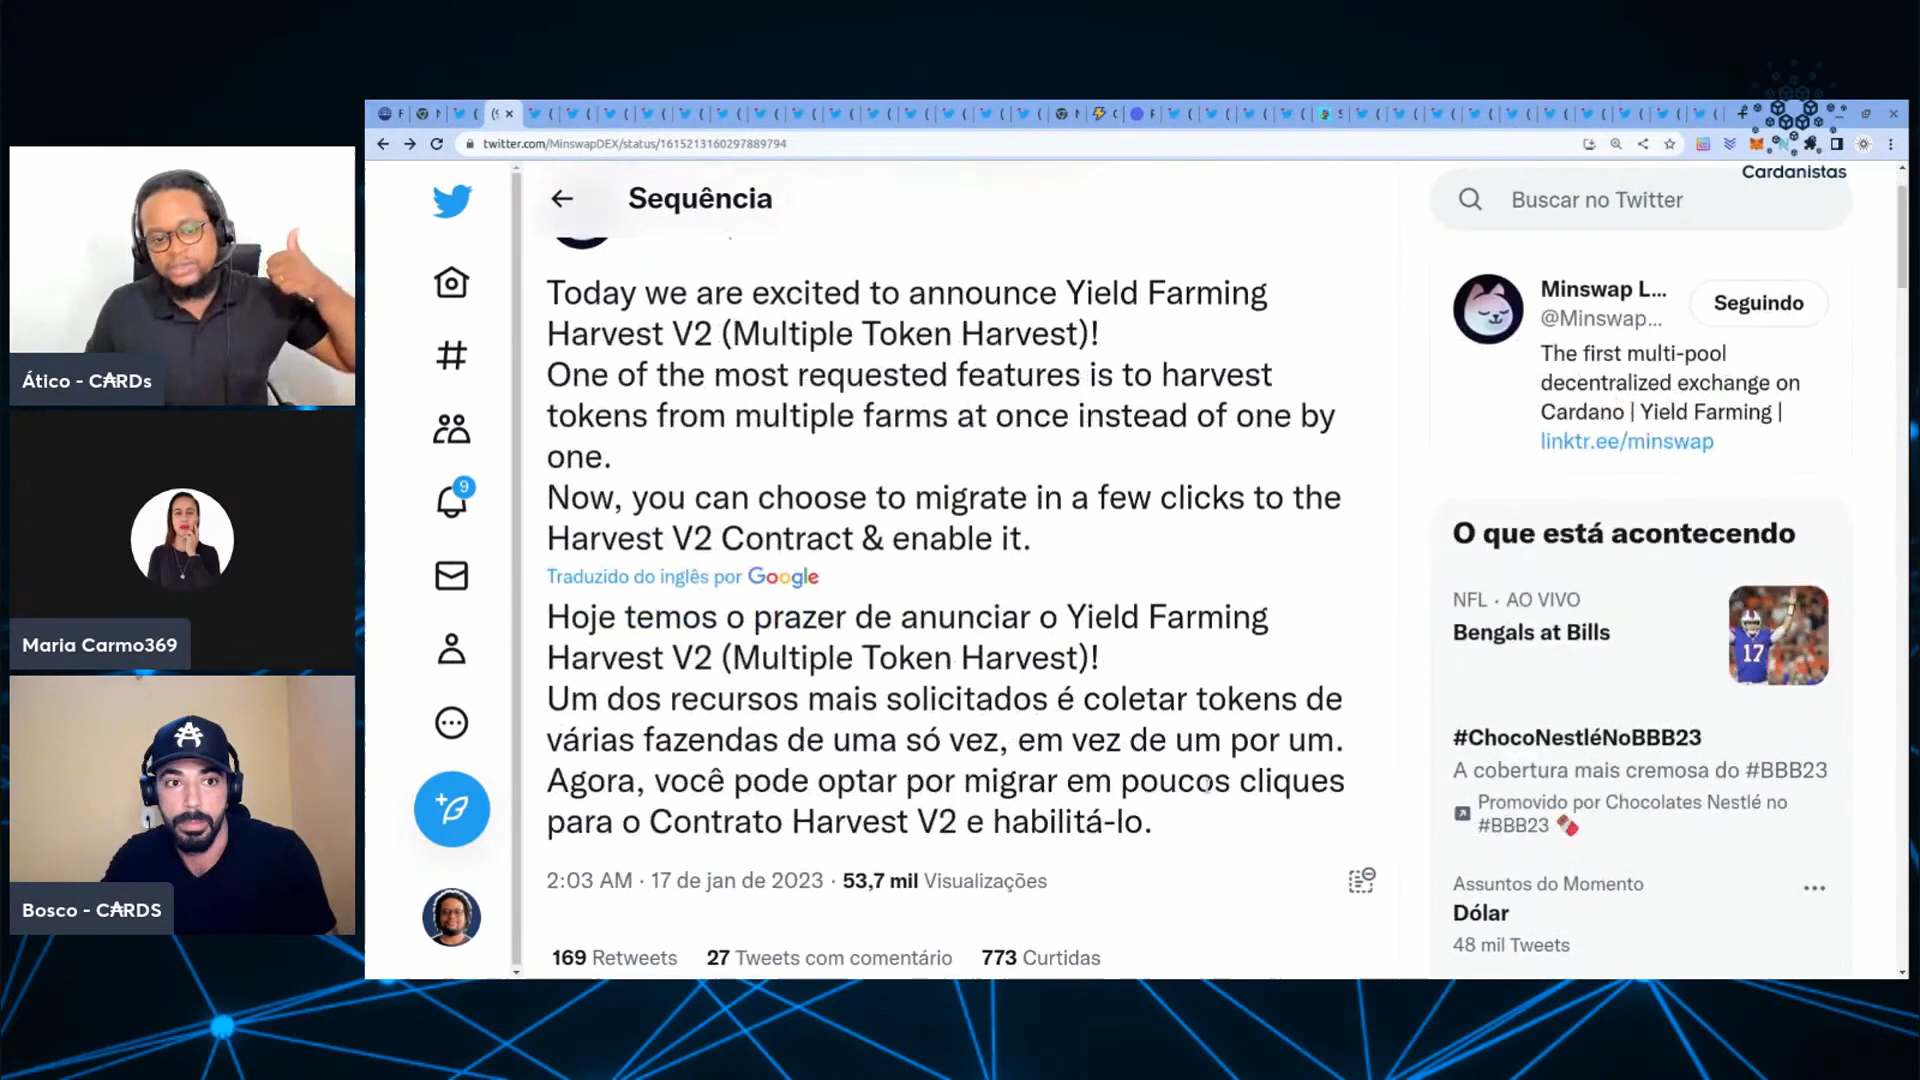 twitter.com/MinswapDEX/status/1615213160297889794
Cardanistas
Sequência
Buscar no Twitter
Today we are excited to announce Yield Farming
Harvest V2 (Multiple Token Harvest)!
One of the most requested features is to harvest
tokens from multiple farms at once instead of one by
one.
Now, you can choose to migrate in a few clicks to the
Harvest V2 Contract & enable it.
Traduzido do inglês por Google
Hoje temos o prazer de anunciar o Yield Farming
Harvest V2 (Multiple Token Harvest)!
Um dos recursos mais solicitados é coletar tokens de
várias fazendas de uma só vez, em vez de um por um.
Agora, você pode optar por migrar em poucos cliques
para o Contrato Harvest V2 e habilitá-lo.
2:03 AM · 17 de jan de 2023 · 53,7 mil Visualizações
169 Retweets 27 Tweets com comentário 773 Curtidas
9
Minswap L...
@Minswap...
Seguindo
The first multi-pool
decentralized exchange on
Cardano | Yield Farming |
linktr.ee/minswap
O que está acontecendo
NFL · AO VIVO
Bengals at Bills
17
#ChocoNestléNoBBB23
A cobertura mais cremosa do #BBB23
Promovido por Chocolates Nestlé no
#BBB23
Assuntos do Momento
Dólar
48 mil Tweets
Ático - C₳RDs
Maria Carmo369
Bosco - C₳RDS